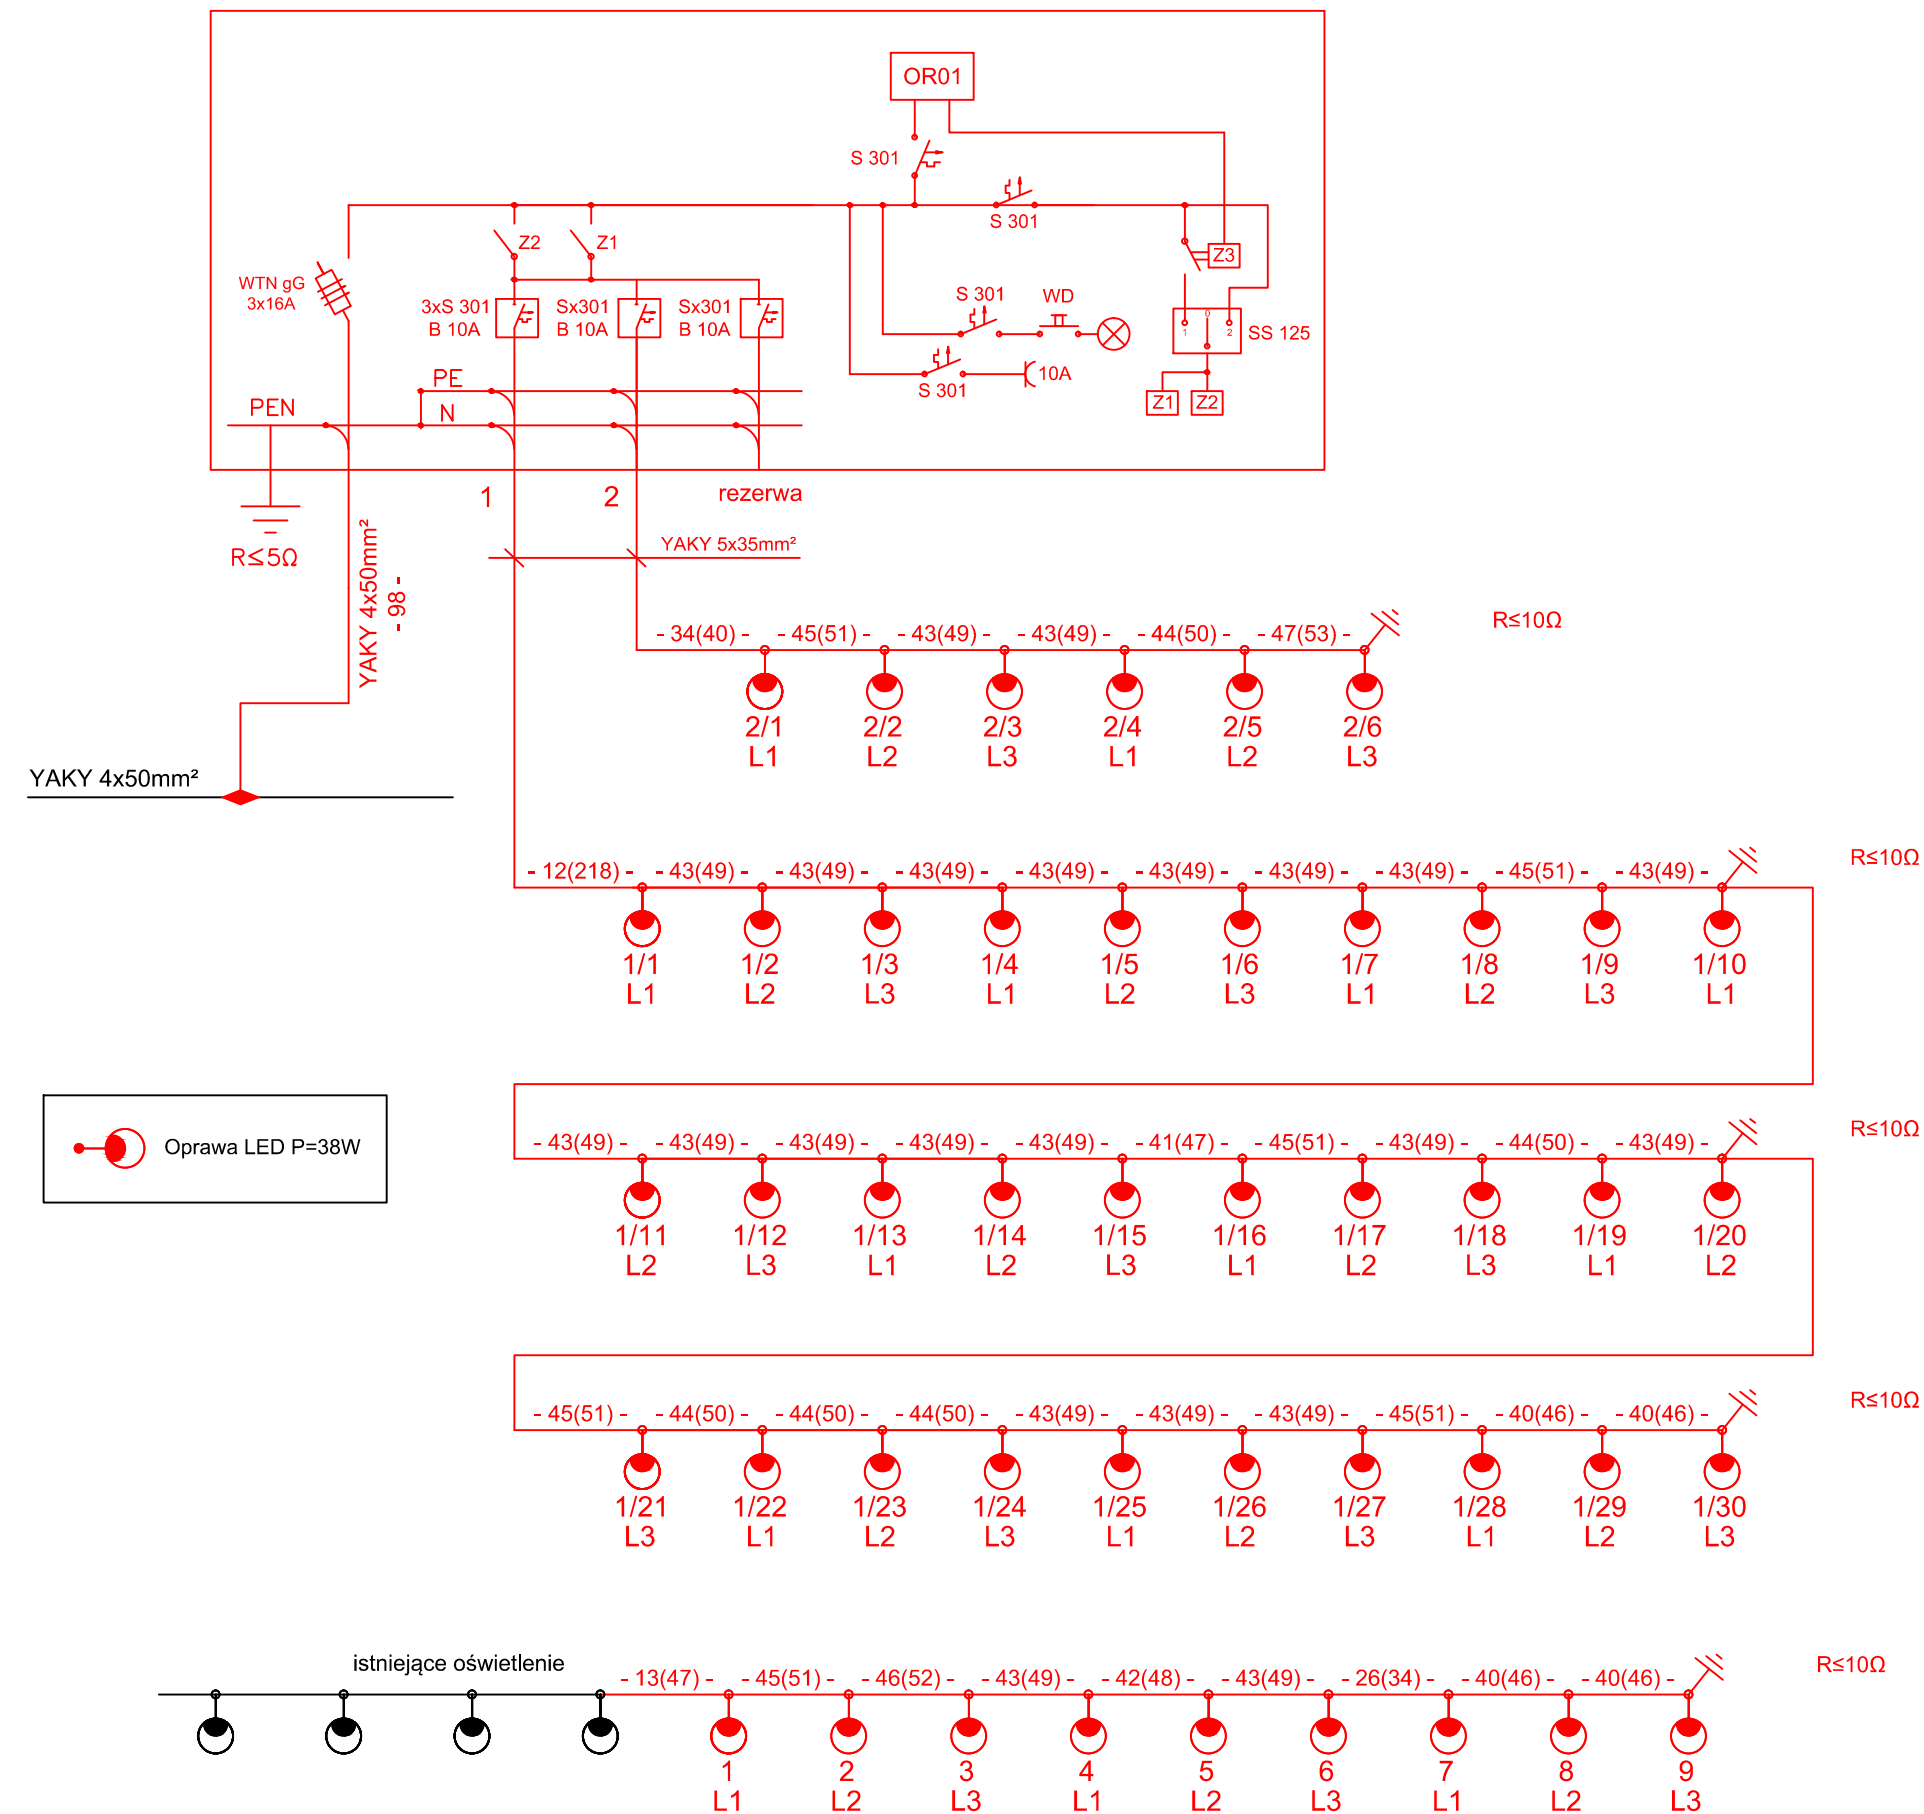 OR01
S 301
S 301
Z2
Z1
Z3
WTN gG
3x16A
3xS 301
B 10A
Sx301
B 10A
Sx301
B 10A
S 301
WD
1
0
2
SS 125
S 301
10A
Z1
Z2
PE
PEN
N
1
2
rezerwa
R≤5Ω
YAKY 4x50mm²
- 98 -
YAKY 5x35mm²
- 34(40) - - 45(51) - - 43(49) - - 43(49) - - 44(50) - - 47(53) -
R≤10Ω
2/1 2/2 2/3 2/4 2/5 2/6
L1 L2 L3 L1 L2 L3
YAKY 4x50mm²
- 12(218) - - 43(49) - - 43(49) - - 43(49) - - 43(49) - - 43(49) - - 43(49) - - 43(49) - - 45(51) - - 43(49) -
R≤10Ω
1/1 1/2 1/3 1/4 1/5 1/6 1/7 1/8 1/9 1/10
L1 L2 L3 L1 L2 L3 L1 L2 L3 L1
Oprawa LED P=38W
- 43(49) - - 43(49) - - 43(49) - - 43(49) - - 43(49) - - 41(47) - - 45(51) - - 43(49) - - 44(50) - - 43(49) -
R≤10Ω
1/11 1/12 1/13 1/14 1/15 1/16 1/17 1/18 1/19 1/20
L2 L3 L1 L2 L3 L1 L2 L3 L1 L2
- 45(51) - - 44(50) - - 44(50) - - 44(50) - - 43(49) - - 43(49) - - 43(49) - - 45(51) - - 40(46) - - 40(46) -
R≤10Ω
1/21 1/22 1/23 1/24 1/25 1/26 1/27 1/28 1/29 1/30
L3 L1 L2 L3 L1 L2 L3 L1 L2 L3
istniejące oświetlenie
- 13(47) - - 45(51) - - 46(52) - - 43(49) - - 42(48) - - 43(49) - - 26(34) - - 40(46) - - 40(46) -
R≤10Ω
1 2 3 4 5 6 7 8 9
L1 L2 L3 L1 L2 L3 L1 L2 L3